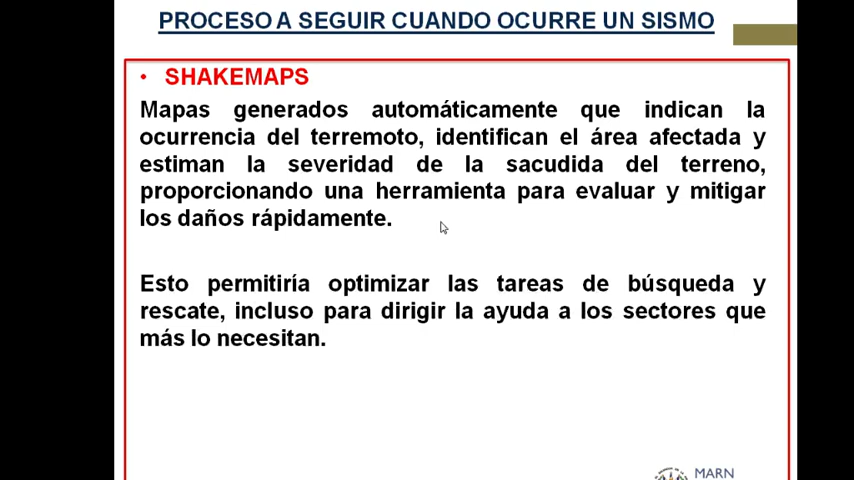 PROCESO A SEGUIR CUANDO OCURRE UN SISMO
• SHAKEMAPS
Mapas generados automáticamente que indican la
ocurrencia del terremoto, identifican el área afectada y
estiman la severidad de la sacudida del terreno,
proporcionando una herramienta para evaluar y mitigar
los daños rápidamente.
Esto permitiría optimizar las tareas de búsqueda y
rescate, incluso para dirigir la ayuda a los sectores que
más lo necesitan.
MARN